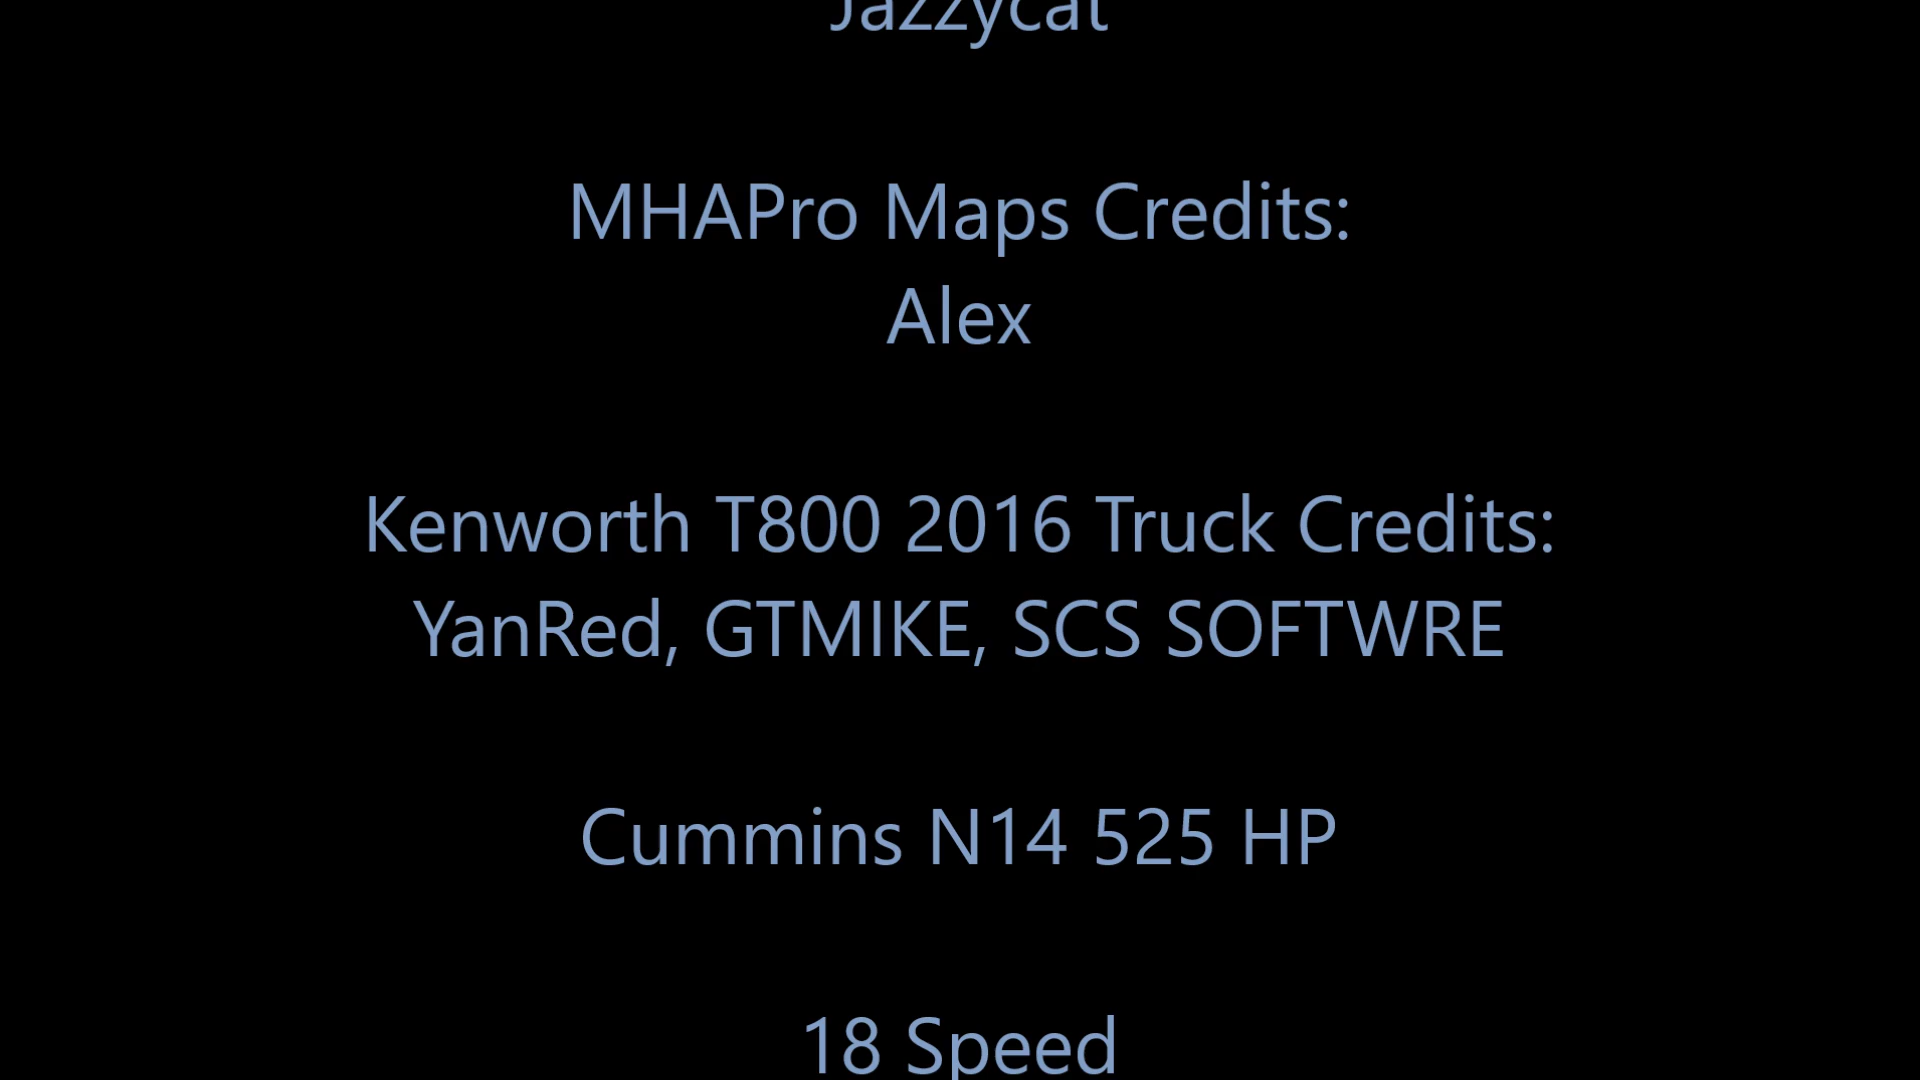 Jazzycat
MHAPro Maps Credits:
Alex
Kenworth T800 2016 Truck Credits:
YanRed, GTMIKE, SCS SOFTWRE
Cummins N14 525 HP
18 Speed